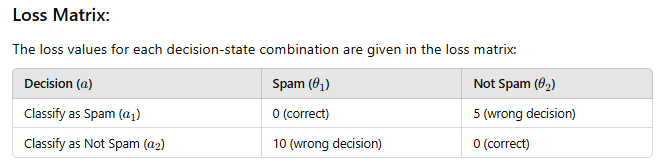 Loss Matrix:
The loss values for each decision-state combination are given in the loss matrix:
Decision (a) Spam (θ₁) Not Spam (θ₂)
Classify as Spam (a₁) 0 (correct) 5 (wrong decision)
Classify as Not Spam (a₂) 10 (wrong decision) 0 (correct)